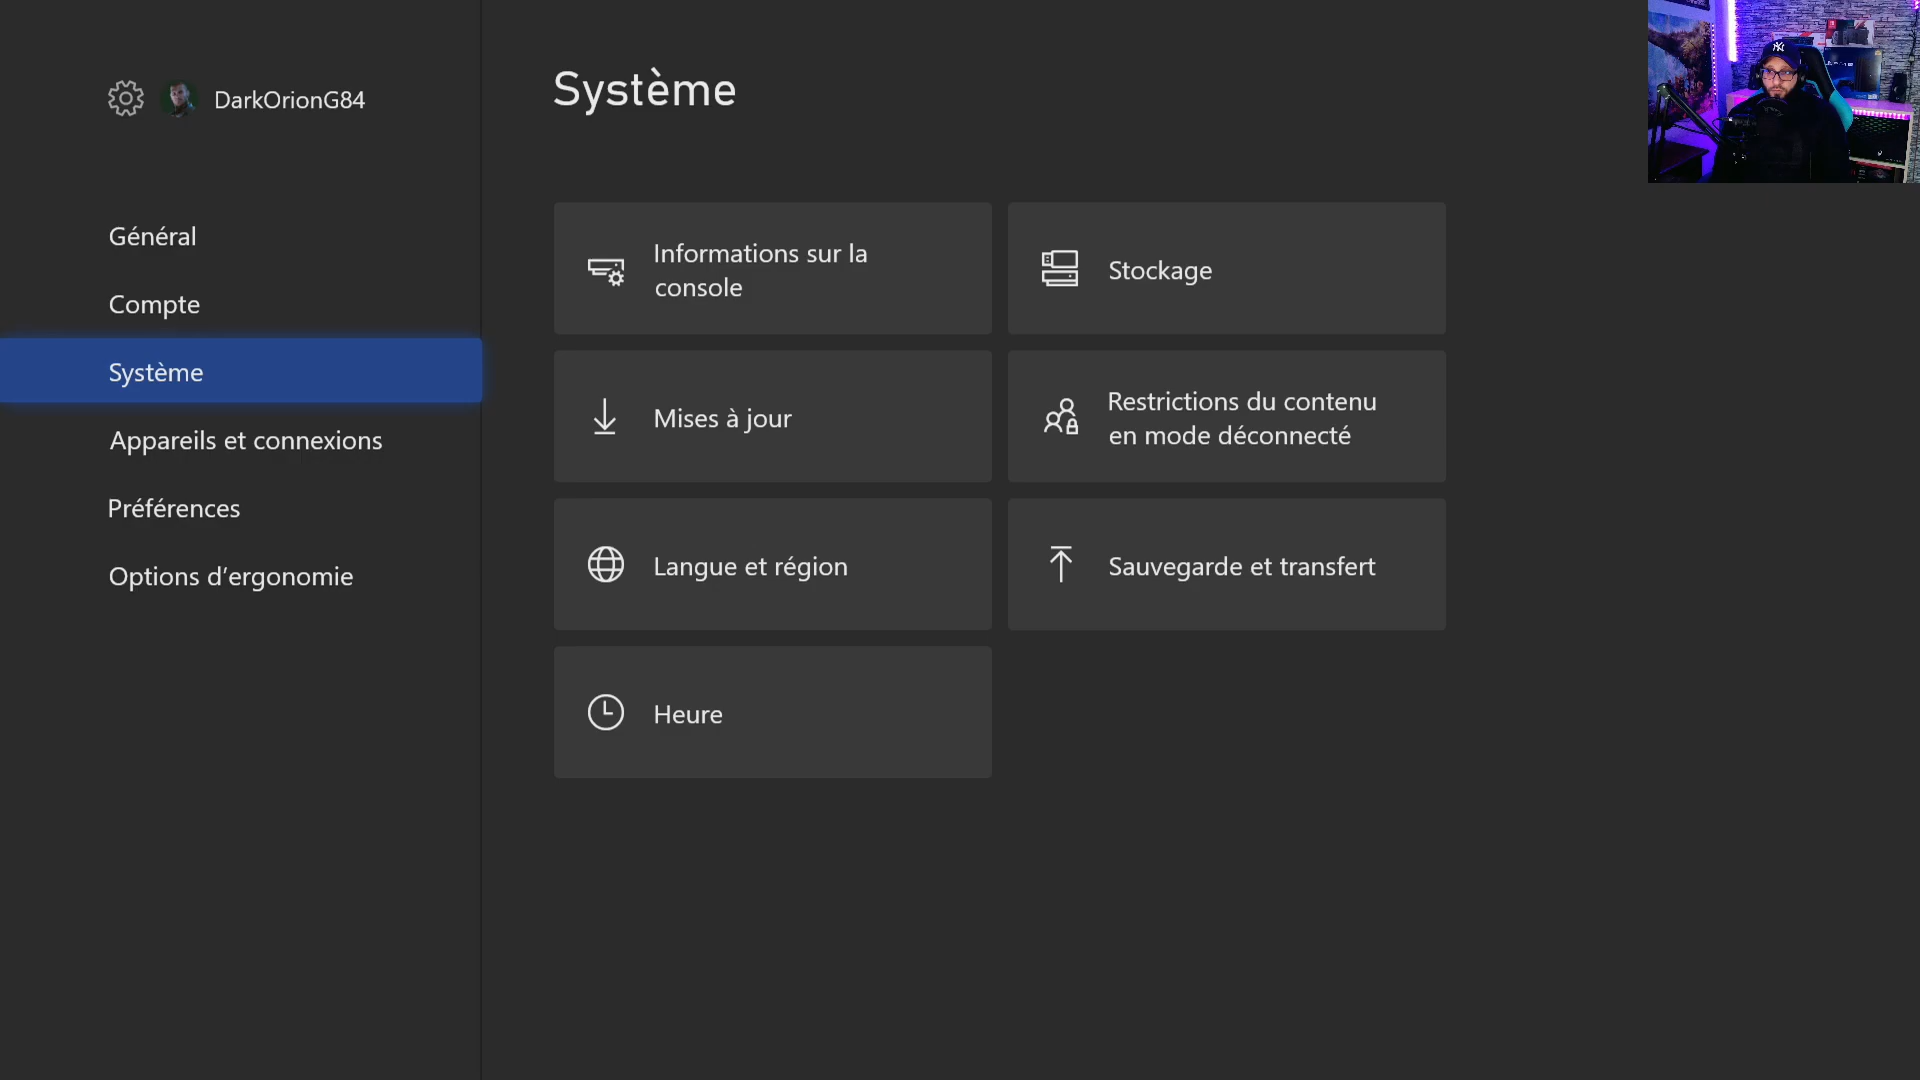 DarkOrionG84
Général
Compte
Système
Appareils et connexions
Préférences
Options d’ergonomie
Système
Informations sur la
console
Stockage
Mises à jour
Restrictions du contenu
en mode déconnecté
Langue et région
Sauvegarde et transfert
Heure